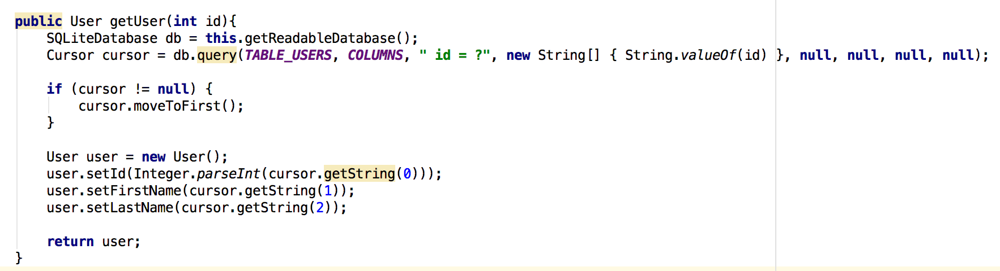 public User getUser(int id){
SQLiteDatabase db = this.getReadableDatabase();
Cursor cursor = db.query(TABLE_USERS, COLUMNS, " id = ?", new String[] { String.valueOf(id) }, null, null, null, null);
if (cursor != null) {
cursor.moveToFirst();
}
User user = new User();
user.setId(Integer.parseInt(cursor.getString(0)));
user.setFirstName(cursor.getString(1));
user.setLastName(cursor.getString(2));
return user;
}